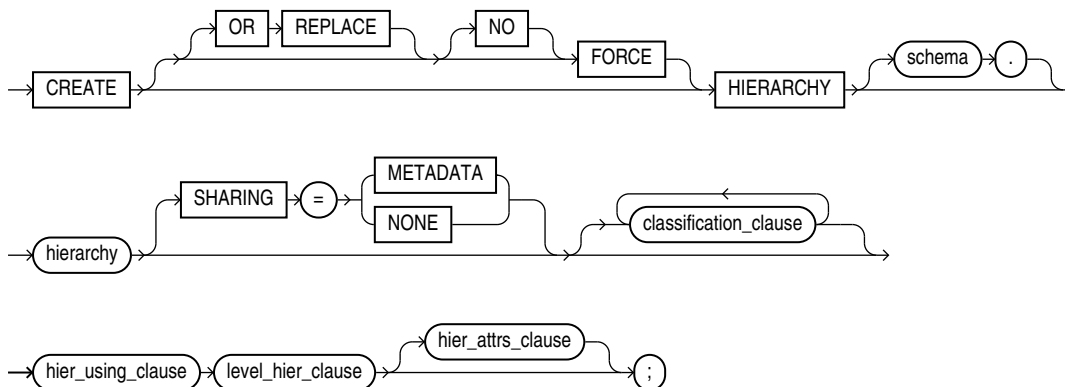 OR REPLACE NO
CREATE FORCE HIERARCHY schema .
SHARING = METADATA
NONE
hierarchy classification_clause
hier_using_clause level_hier_clause hier_attrs_clause ;